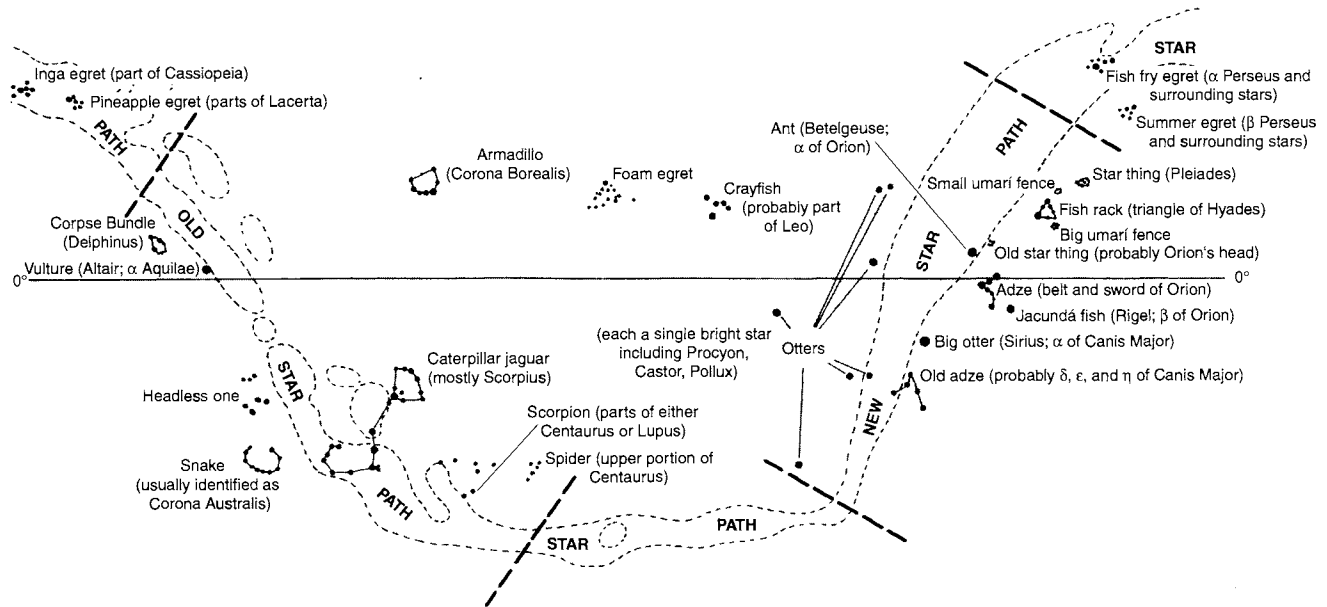 Inga egret (part of Cassiopeia)
Pineapple egret (parts of Lacerta)
PATH
OLD
Corpse Bundle
(Delphinus)
Vulture (Altair; α Aquilae)
0°
Armadillo
(Corona Borealis)
Foam egret
Crayfish
(probably part
of Leo)
Ant (Betelgeuse;
α of Orion)
STAR
Fish fry egret (α Perseus and
surrounding stars)
Summer egret (β Perseus
and surrounding stars)
PATH
Star thing (Pleiades)
Small umarí fence
Fish rack (triangle of Hyades)
Big umarí fence
STAR
Old star thing (probably Orion's head)
0°
Adze (belt and sword of Orion)
Jacundá fish (Rigel; β of Orion)
Big otter (Sirius; α of Canis Major)
Old adze (probably δ, ε, and η of Canis Major)
NEW
(each a single bright star
including Procyon,
Castor, Pollux)
Otters
STAR
Caterpillar jaguar
(mostly Scorpius)
Headless one
Scorpion (parts of either
Centaurus or Lupus)
Spider (upper portion of
Centaurus)
Snake
(usually identified as
Corona Australis)
PATH
STAR
PATH